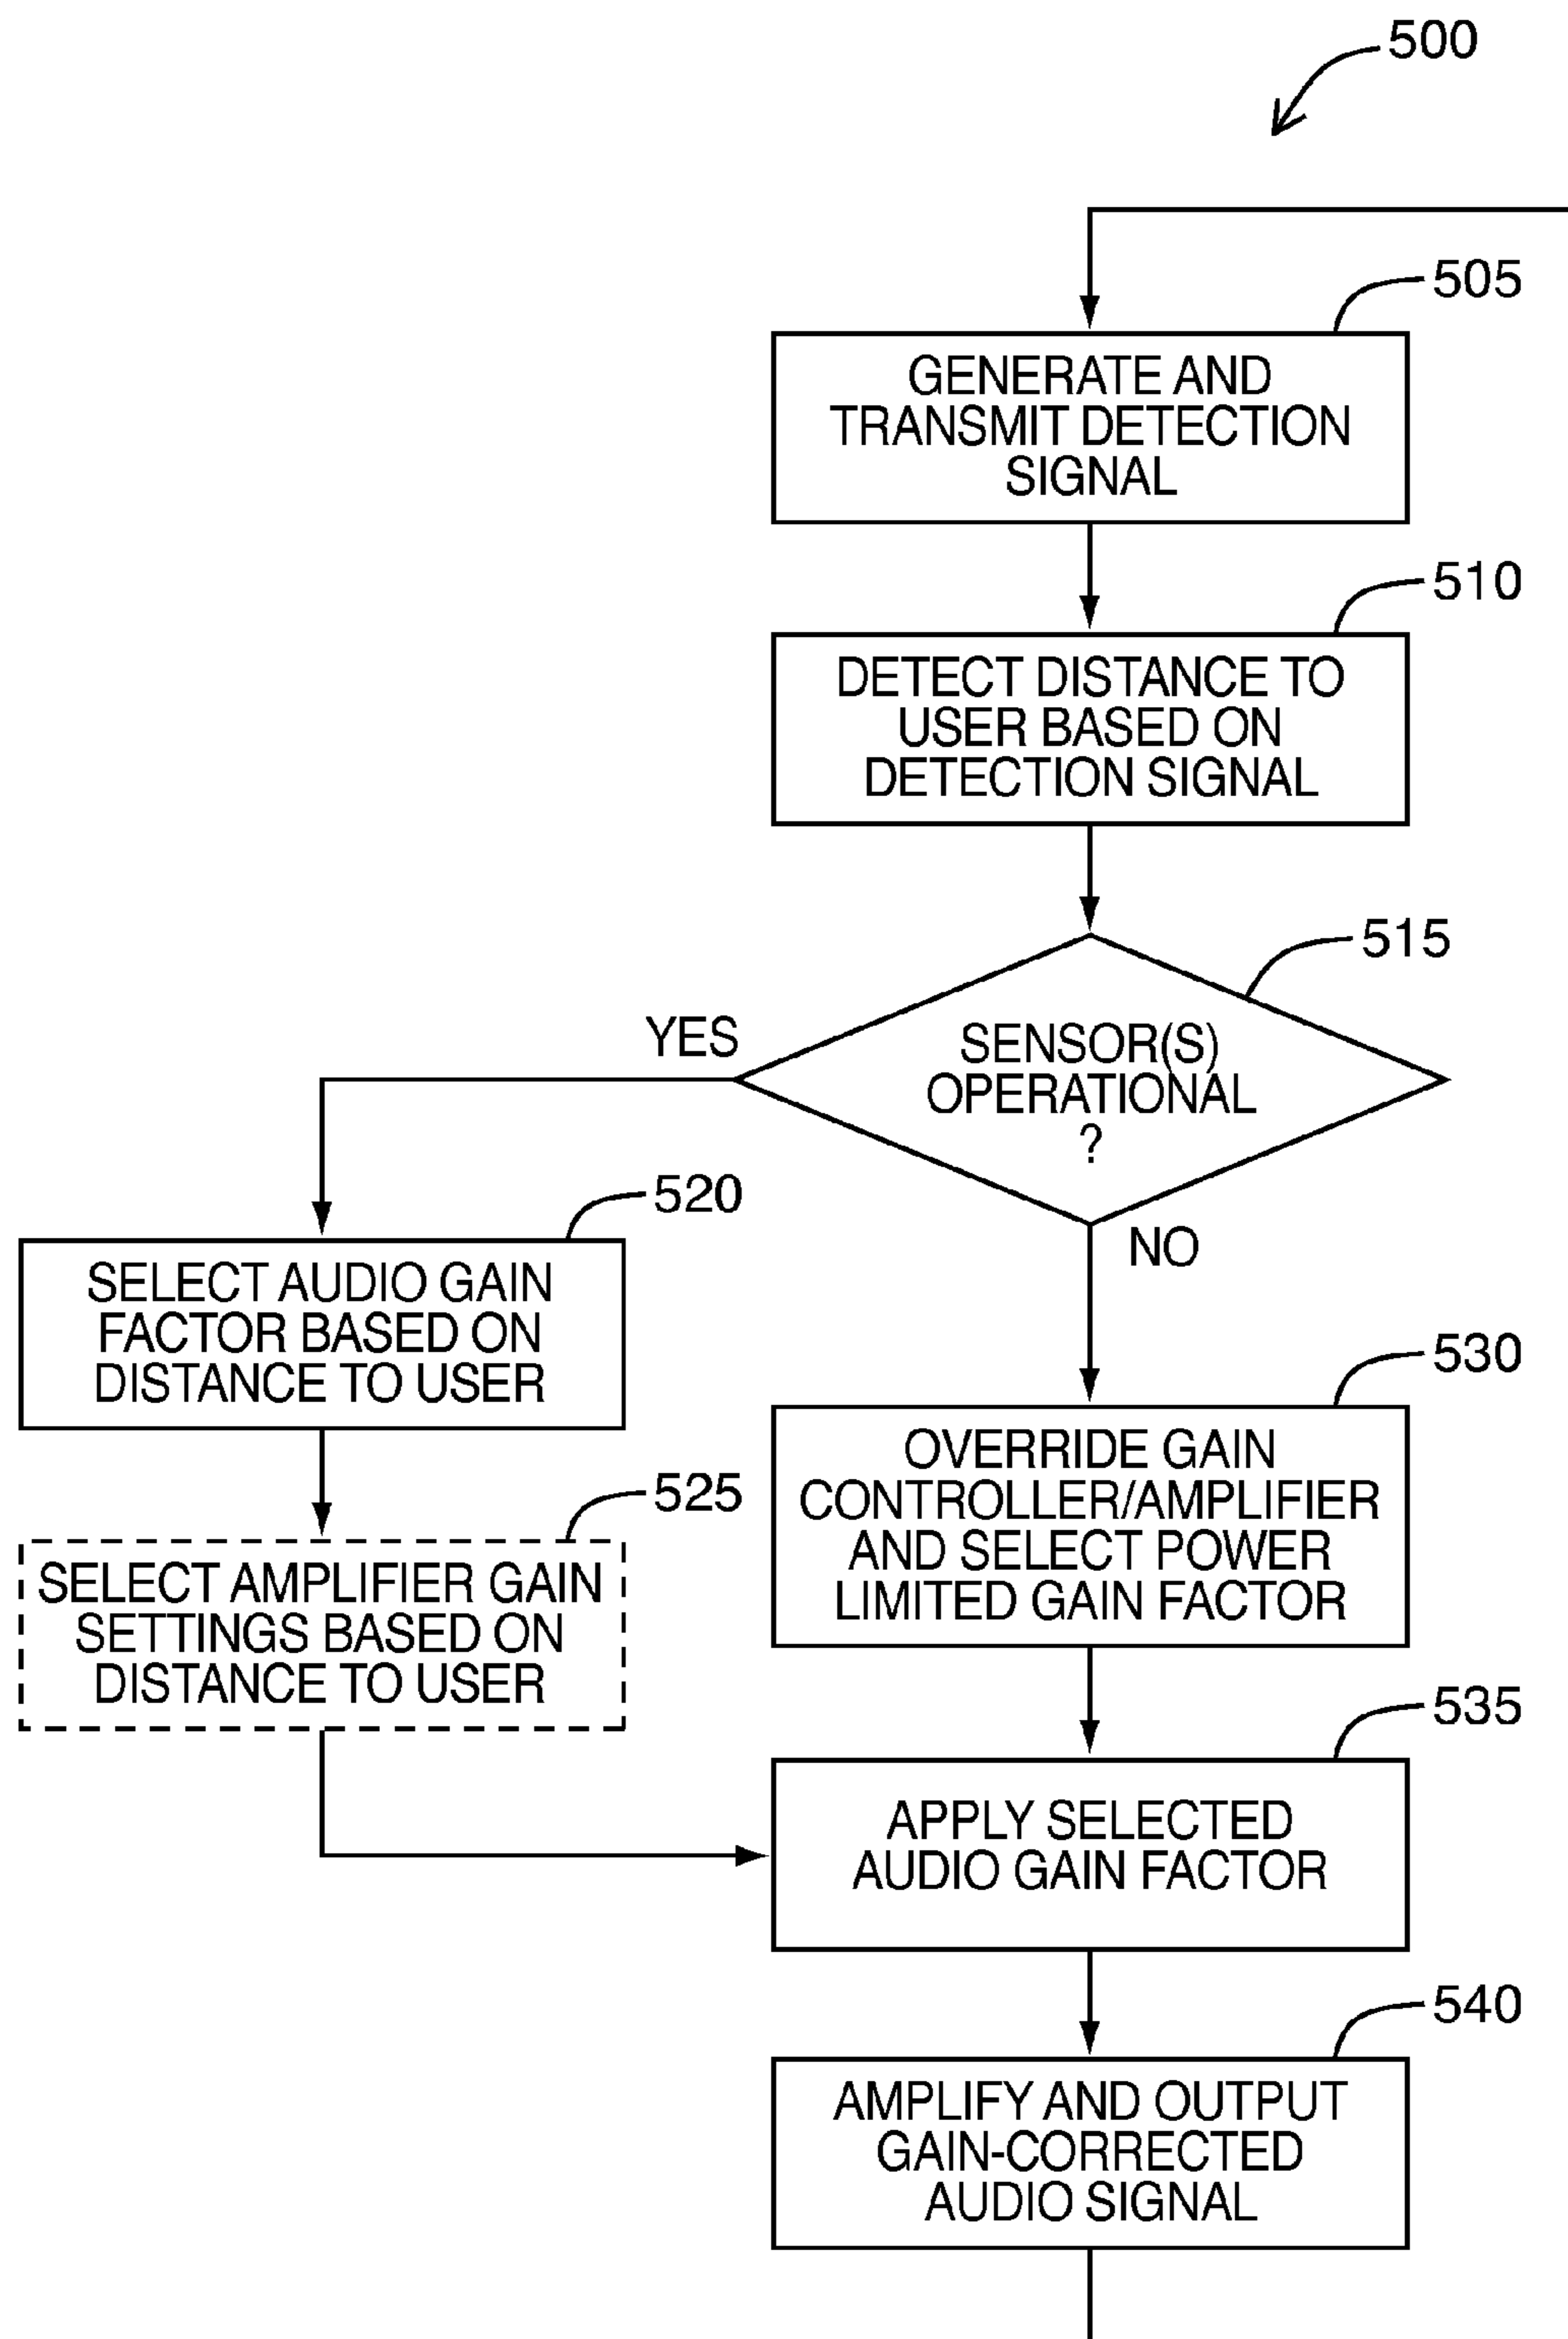 500
505
GENERATE AND
TRANSMIT DETECTION
SIGNAL
510
DETECT DISTANCE TO
USER BASED ON
DETECTION SIGNAL
515
YES
SENSOR(S)
OPERATIONAL
?
NO
520
SELECT AUDIO GAIN
FACTOR BASED ON
DISTANCE TO USER
525
SELECT AMPLIFIER GAIN
SETTINGS BASED ON
DISTANCE TO USER
530
OVERRIDE GAIN
CONTROLLER/AMPLIFIER
AND SELECT POWER
LIMITED GAIN FACTOR
535
APPLY SELECTED
AUDIO GAIN FACTOR
540
AMPLIFY AND OUTPUT
GAIN-CORRECTED
AUDIO SIGNAL